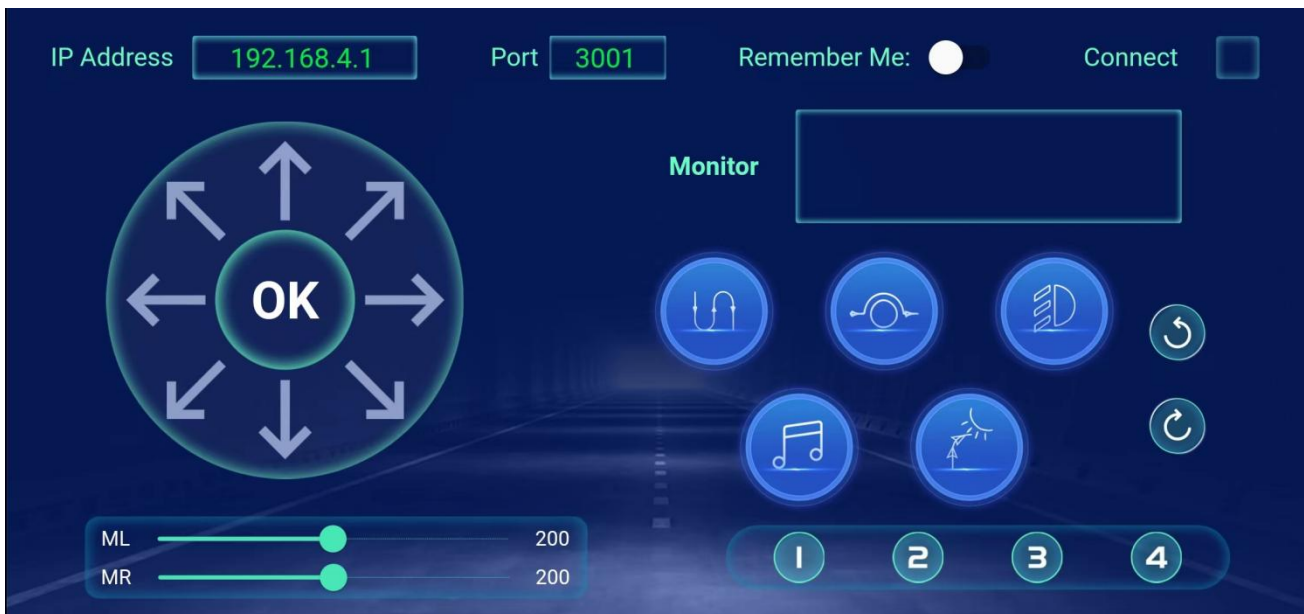 IP Address 192.168.4.1 Port 3001 Remember Me: Connect
Monitor
OK
ML 200
MR 200
1 2 3 4